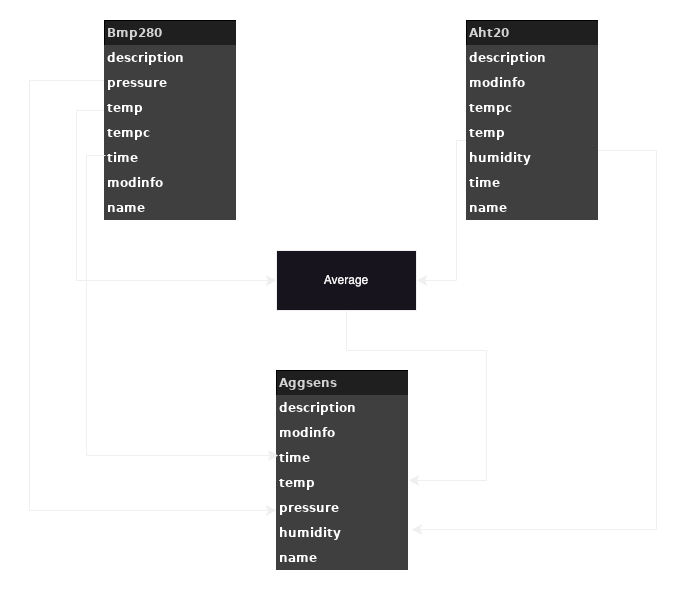 Bmp280
description
pressure
temp
tempc
time
modinfo
name
Aht20
description
modinfo
tempc
temp
humidity
time
name
Average
Aggsens
description
modinfo
time
temp
pressure
humidity
name